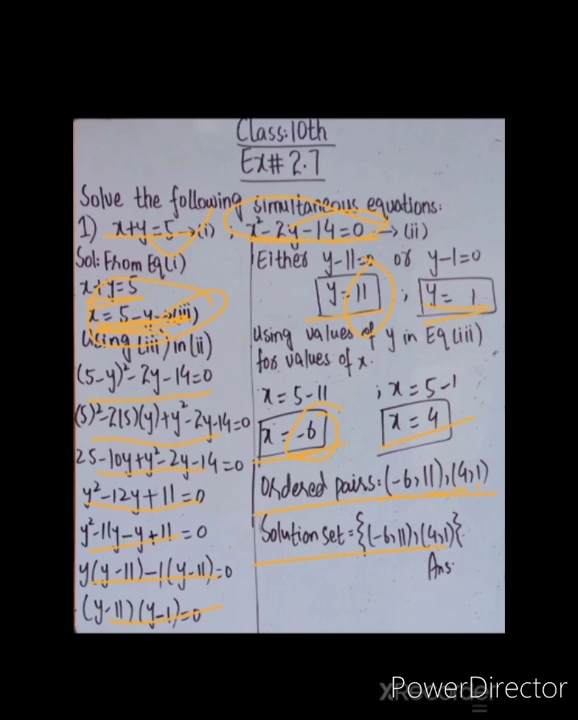 Class:10th
Ex# 2.7
Solve the following simultaneous equations:
1) x+y=5→(i) , x²-2y-14=0 → (ii)
Sol: From Eq(i)
x+y=5
x = 5-y→(iii)
Using (iii) in (ii)
(5-y)²-2y-14=0
(5)²-2(5)(y)+y²-2y-14=0
25-10y+y²-2y-14=0
y²-12y+11=0
y²-11y-y+11=0
y(y-11)-1(y-11)=0
(y-11)(y-1)=0
Either y-11=0 or y-1=0
y=11 , y=1
Using values of y in Eq(iii)
for values of x.
x=5-11 ; x=5-1
x=-6 x=4
Ordered pairs:(-6,11),(4,1)
Solution set={(-6,11),(4,1)}.
Ans.
XRecorder
PowerDirector